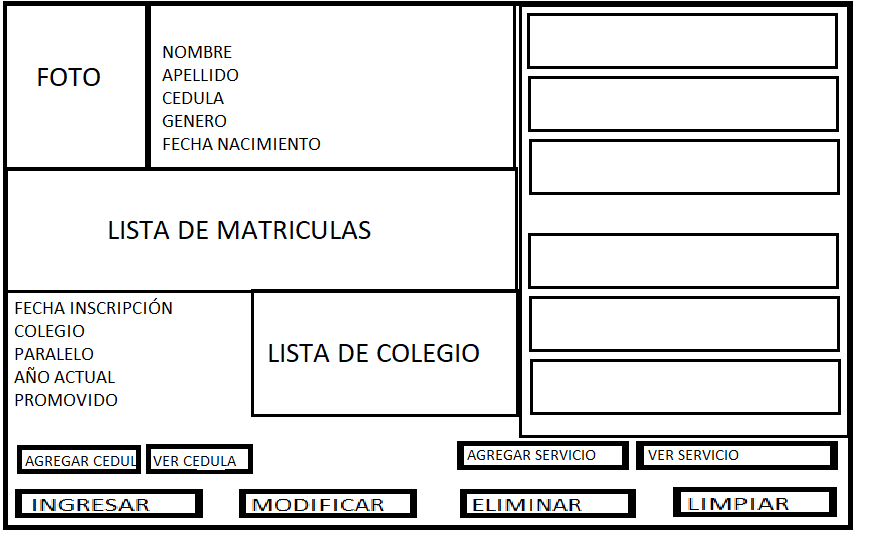 FOTO
NOMBRE
APELLIDO
CEDULA
GENERO
FECHA NACIMIENTO
LISTA DE MATRICULAS
FECHA INSCRIPCIÓN
COLEGIO
PARALELO
AÑO ACTUAL
PROMOVIDO
LISTA DE COLEGIO
AGREGAR CEDUL
VER CEDULA
AGREGAR SERVICIO
VER SERVICIO
INGRESAR
MODIFICAR
ELIMINAR
LIMPIAR